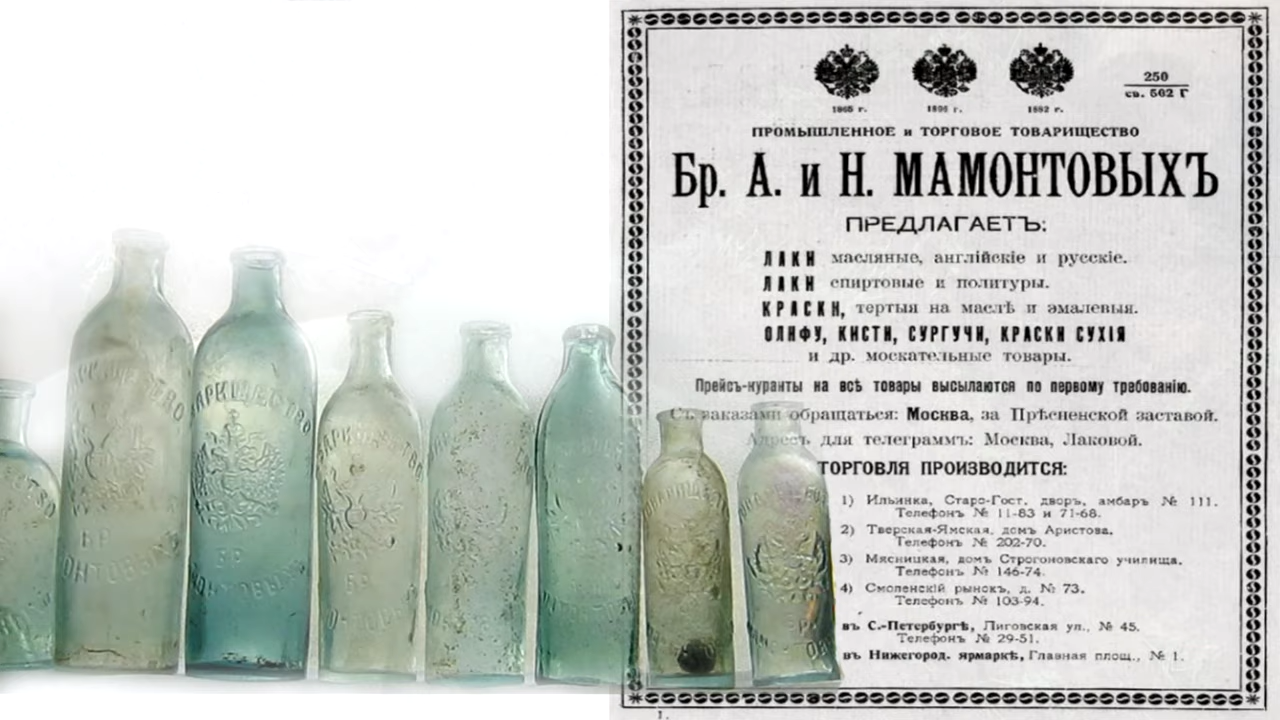 250
св. 502 Г
1865 г.
1896 г.
1882 г.
ПРОМЫШЛЕННОЕ и ТОРГОВОЕ ТОВАРИЩЕСТВО
Бр. А. и Н. МАМОНТОВЫХЪ
ПРЕДЛАГАЕТЪ:
ЛАКИ масляные, англійскіе и русскіе.
ЛАКИ спиртовые и политуры.
КРАСКИ, тертыя на маслѣ и эмалевыя.
ОЛИФУ, КИСТИ, СУРГУЧИ, КРАСКИ СУХІЯ
и др. москательные товары.
Прейсъ-куранты на всѣ товары высылаются по первому требованію.
Съ заказами обращаться: Москва, за Прѣсненской заставой.
Адресъ для телеграммъ: Москва, Лаковой.
ТОРГОВЛЯ ПРОИЗВОДИТСЯ:
1) Ильинка, Старо-Гост. дворъ, амбаръ № 111.
Телефонъ № 11-83 и 71-68.
2) Тверская-Ямская, домъ Аристова.
Телефонъ № 202-70.
3) Мясницкая, домъ Строгоновскаго училища.
Телефонъ № 146-74.
4) Смоленскій рынокъ, д. № 73.
Телефонъ № 103-94.
въ С.-Петербургѣ, Лиговская ул., № 45.
Телефонъ № 29-51.
въ Нижегород. ярмаркѣ, Главная площ., № 1.
1.
БР